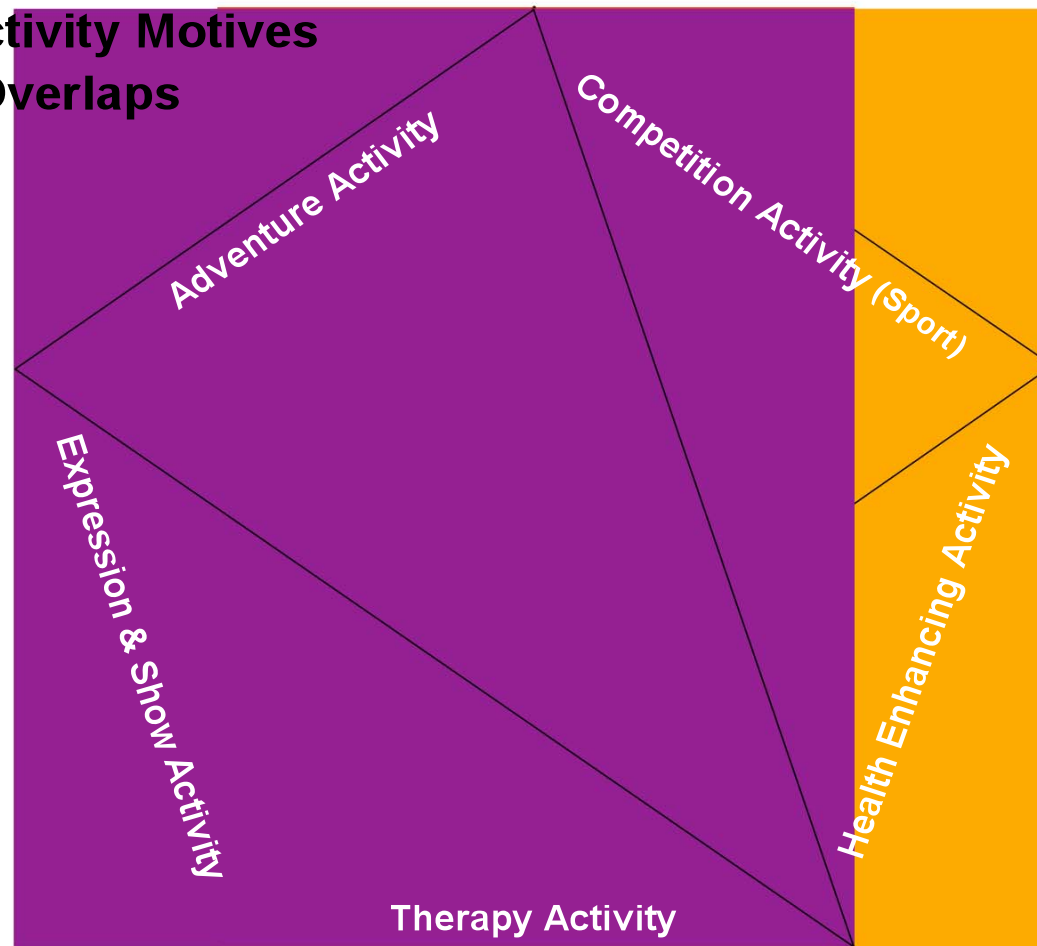 ctivity Motives
Overlaps
Adventure Activity
Competition Activity (Sport)
Expression & Show Activity
Health Enhancing Activity
Therapy Activity